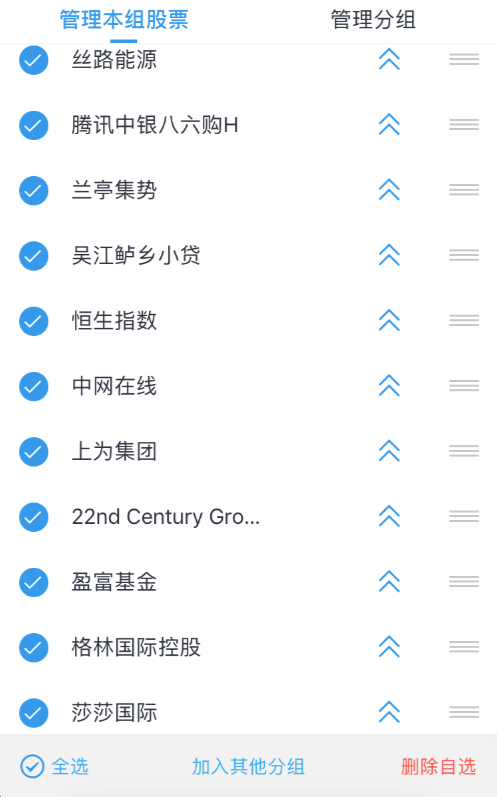 管理本组股票 管理分组
丝路能源
腾讯中银八六购H
兰亭集势
吴江鲈乡小贷
恒生指数
中网在线
上为集团
22nd Century Gro...
盈富基金
格林国际控股
莎莎国际
全选 加入其他分组 删除自选